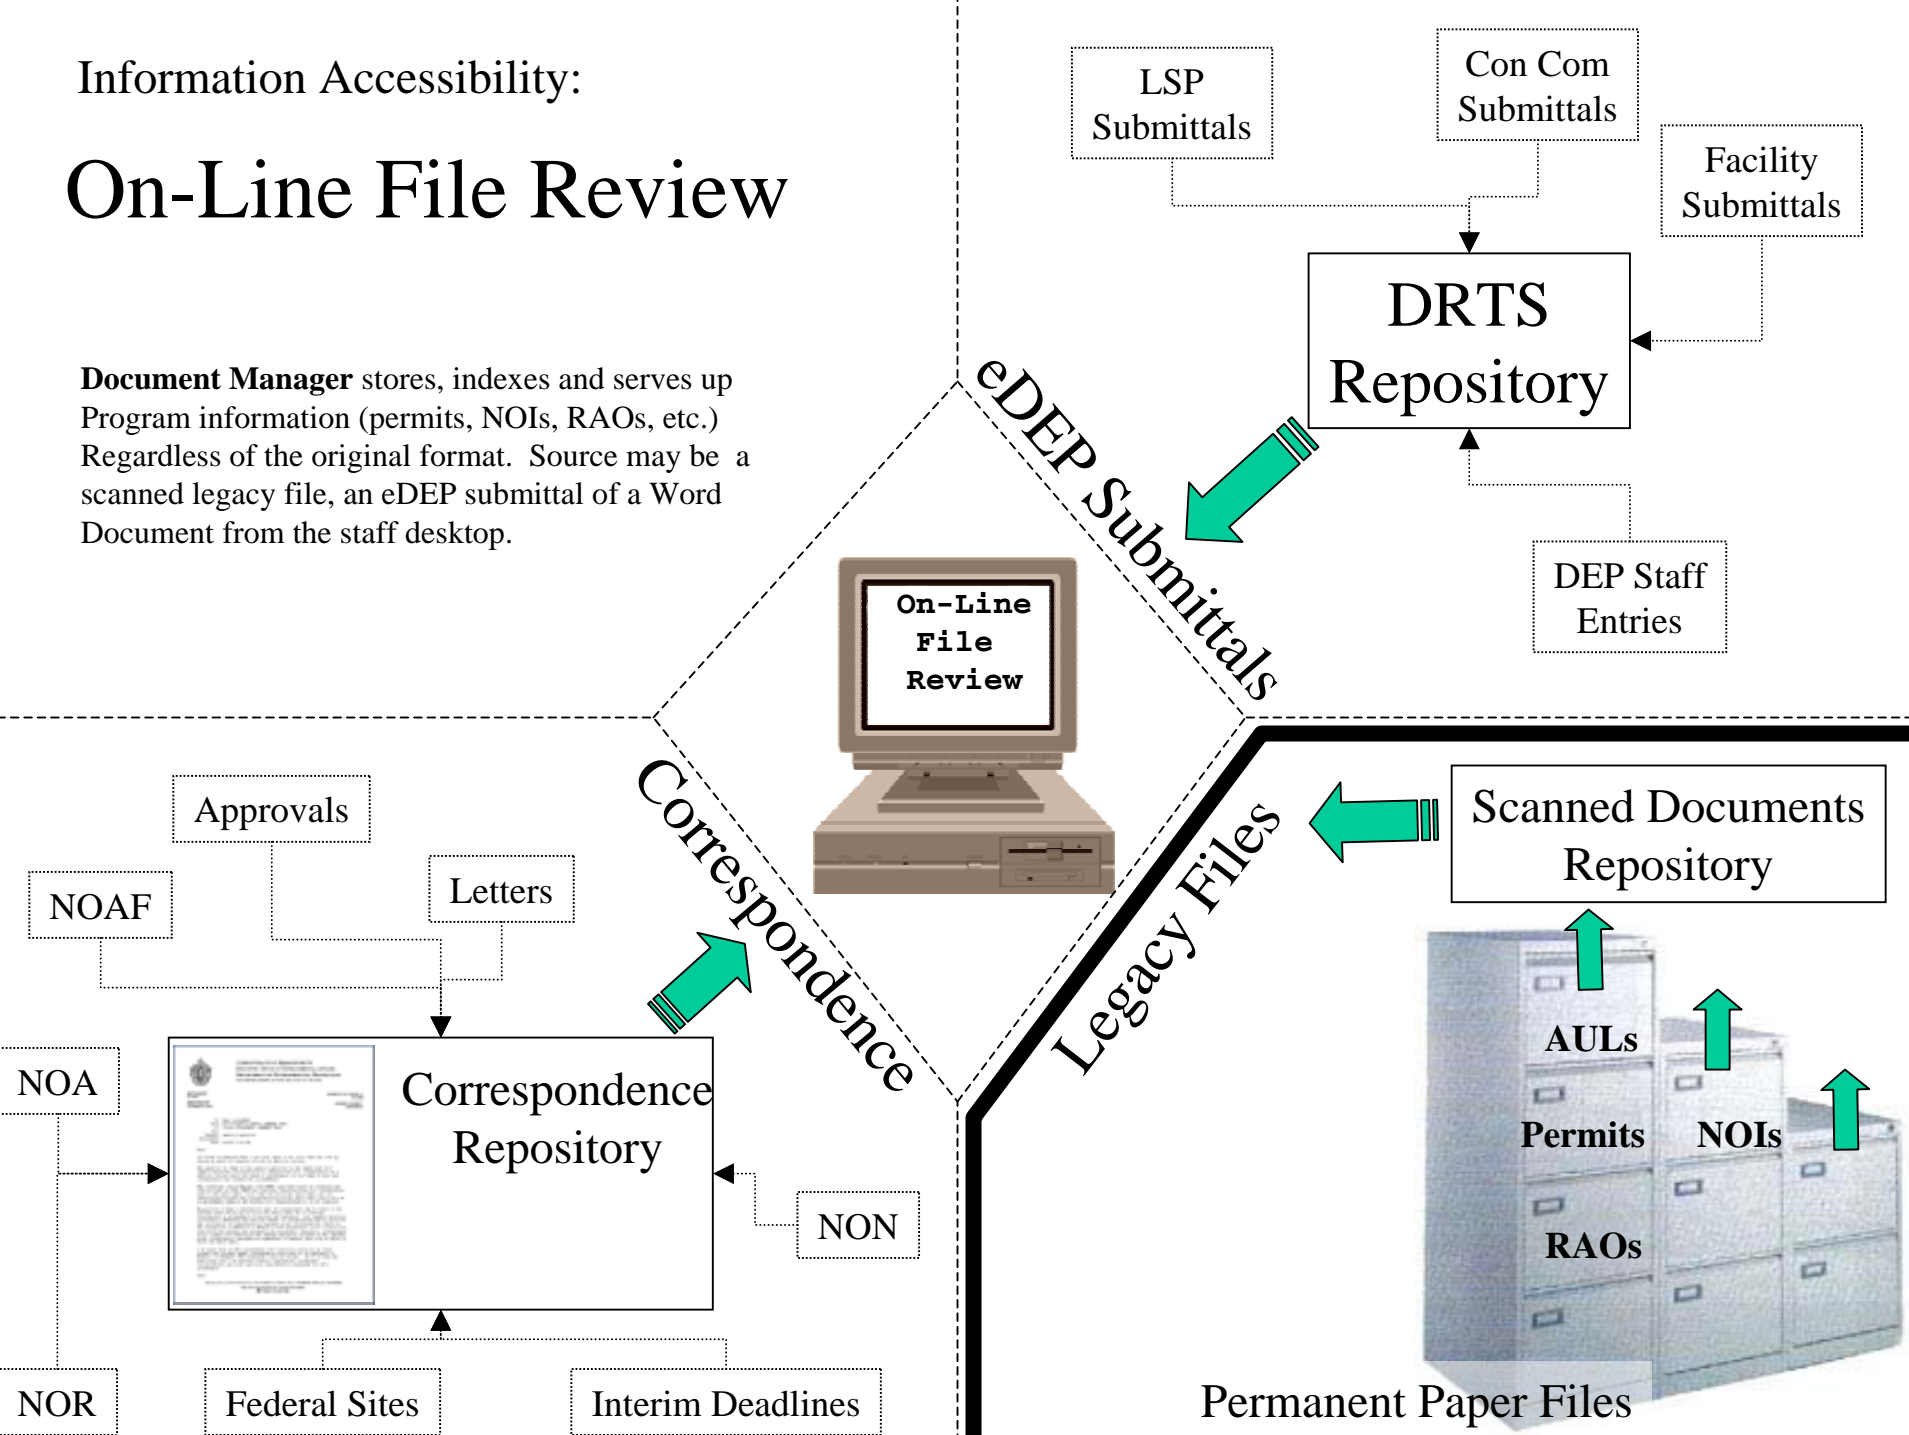 Information Accessibility:
On-Line File Review
Document Manager stores, indexes and serves up
Program information (permits, NOIs, RAOs, etc.)
Regardless of the original format.  Source may be  a
scanned legacy file, an eDEP submittal of a Word
Document from the staff desktop.
LSP
Submittals
Con Com
Submittals
Facility
Submittals
DRTS
Repository
DEP Staff
Entries
eDEP Submittals
On-Line
File
Review
Correspondence
Legacy Files
Approvals
NOAF
Letters
NOA
Correspondence
Repository
NON
NOR
Federal Sites
Interim Deadlines
Scanned Documents
Repository
AULs
Permits
NOIs
RAOs
Permanent Paper Files